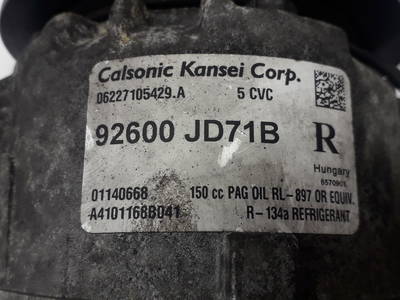 Calsonic Kansei Corp.
06227105429.A 5 CVC
92600 JD71B R
Hungary
01140668 150 cc PAG OIL RL-897 OR EQUIV.
A4101168B041 R-134a REFRIGERANT